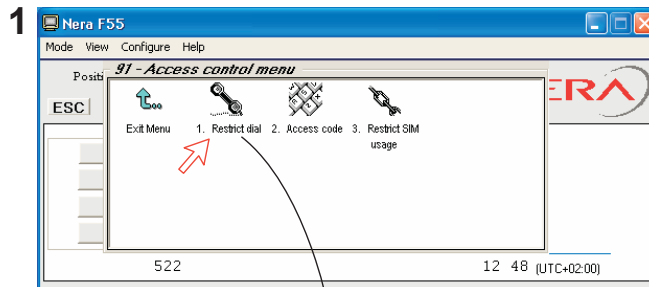 1
Nera F55
Mode View Configure Help
Positi
91 - Access control menu
ERA
ESC
Exit Menu 1. Restrict dial 2. Access code 3. Restrict SIM usage
522 12 48 (UTC+02:00)